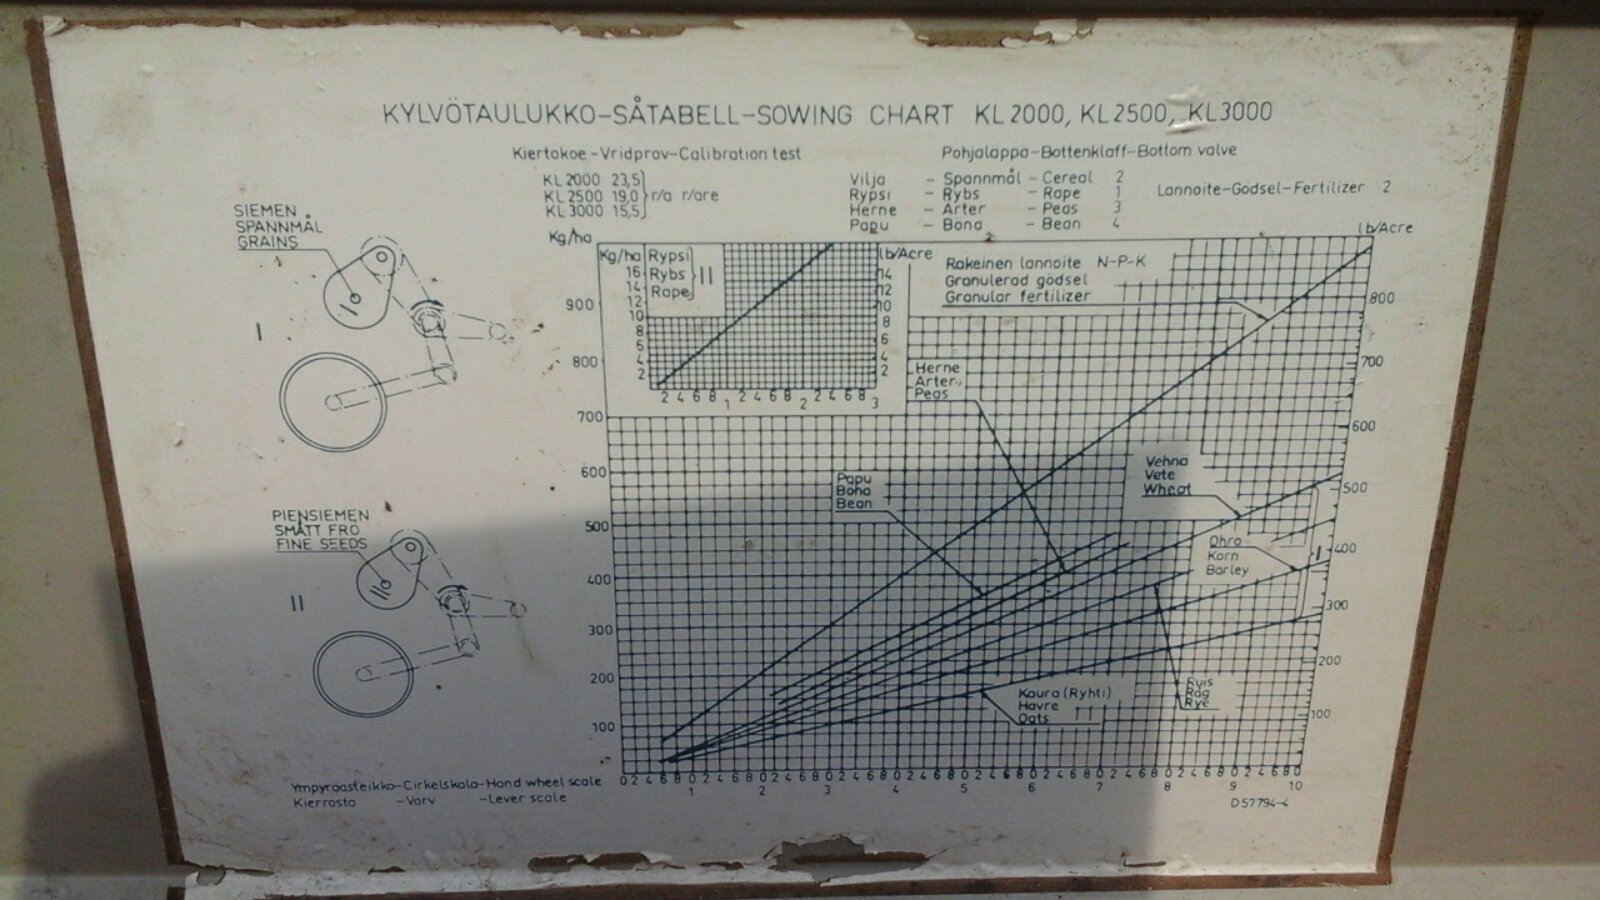 KYLVÖTAULUKKO-SÅTABELL-SOWING CHART KL 2000, KL 2500, KL 3000
Kiertokoe-Vridprov-Calibration test
KL 2000 23,5
KL 2500 19,0 r/a r/are
KL 3000 15,5
Pohjaläppä-Bottenklaff-Bottom valve
Vilja - Spannmål - Cereal 2
Rypsi - Rybs - Rape 1
Herne - Ärter - Peas 3
Papu - Böna - Bean 4
Lannoite-Gödsel-Fertilizer 2
SIEMEN
SPANNMÅL
GRAINS
I
PIENSIEMEN
SMÅTT FRÖ
FINE SEEDS
II
Kg/ha
lb/Acre
Kg/ha Rypsi
16 Rybs II
14 Rape
12
10
8
6
4
2
lb/Acre
14
12
10
8
6
4
2
2 4 6 8 1 2 4 6 8 2 2 4 6 8 3
Rakeinen lannoite N-P-K
Granulerad gödsel
Granular fertilizer
Herne
Ärter
Peas
Papu
Böna
Bean
Vehnä
Vete
Wheat
Ohra
Korn
Barley
I
Kaura (Ryhti)
Havre
Oats
Ruis
Råg
Rye
900
800
700
600
500
400
300
200
100
800
700
600
500
400
300
200
100
Ympyräasteikko-Cirkelskala-Hand wheel scale
0 2 4 6 8 0 2 4 6 8 0 2 4 6 8 0 2 4 6 8 0 2 4 6 8 0 2 4 6 8 0 2 4 6 8 0 2 4 6 8 0 2 4 6 8 0 2 4 6 8 0
Kierrosta -Varv -Lever scale
1 2 3 4 5 6 7 8 9 10
D 57794-4